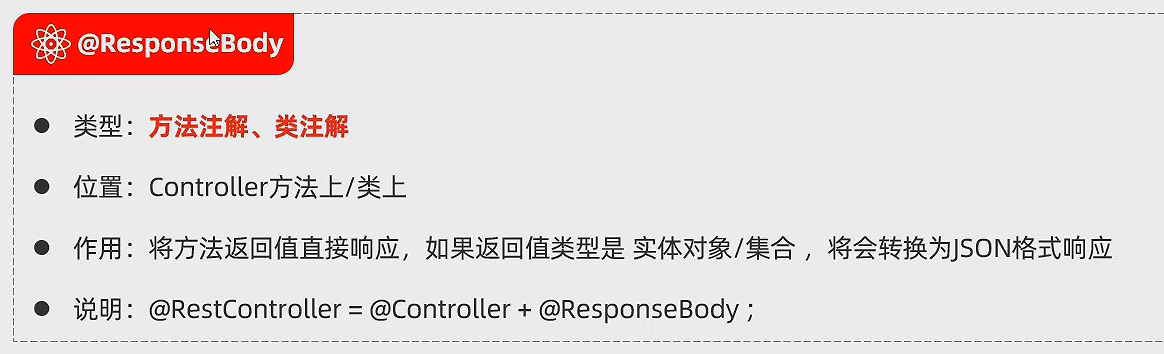 @ResponseBody
类型：方法注解、类注解
位置：Controller方法上/类上
作用：将方法返回值直接响应，如果返回值类型是 实体对象/集合 ，将会转换为JSON格式响应
说明：@RestController = @Controller + @ResponseBody ;